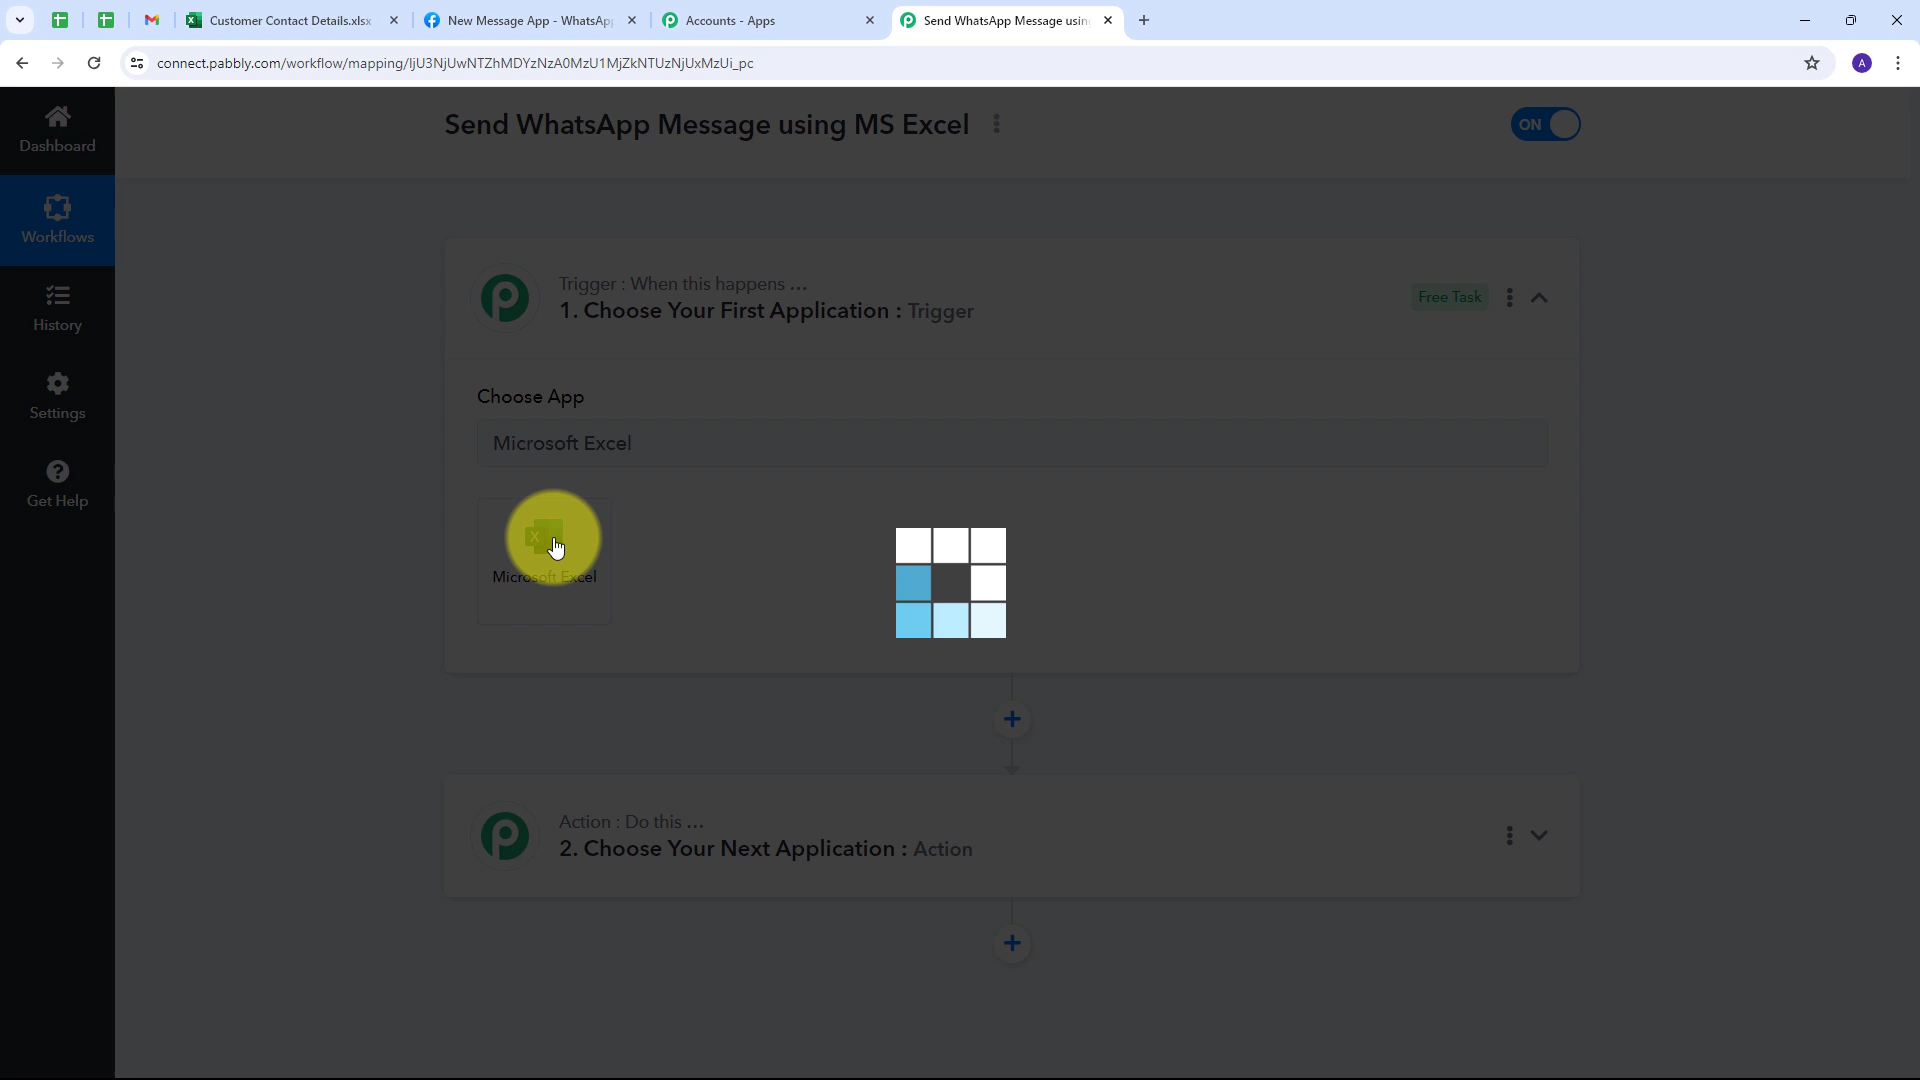 Customer Contact Details.xlsx
New Message App - WhatsAp
Accounts - Apps
Send WhatsApp Message usin
connect.pabbly.com/workflow/mapping/IjU3NjUwNTZhMDYzNzA0MzU1MjZkNTUzNjUxMzUi_pc
A
Send WhatsApp Message using MS Excel
ON
Dashboard
Workflows
History
Settings
Get Help
Trigger : When this happens ...
1. Choose Your First Application : Trigger
Free Task
Choose App
Microsoft Excel
X
Microsoft Excel
Action : Do this ...
2. Choose Your Next Application : Action